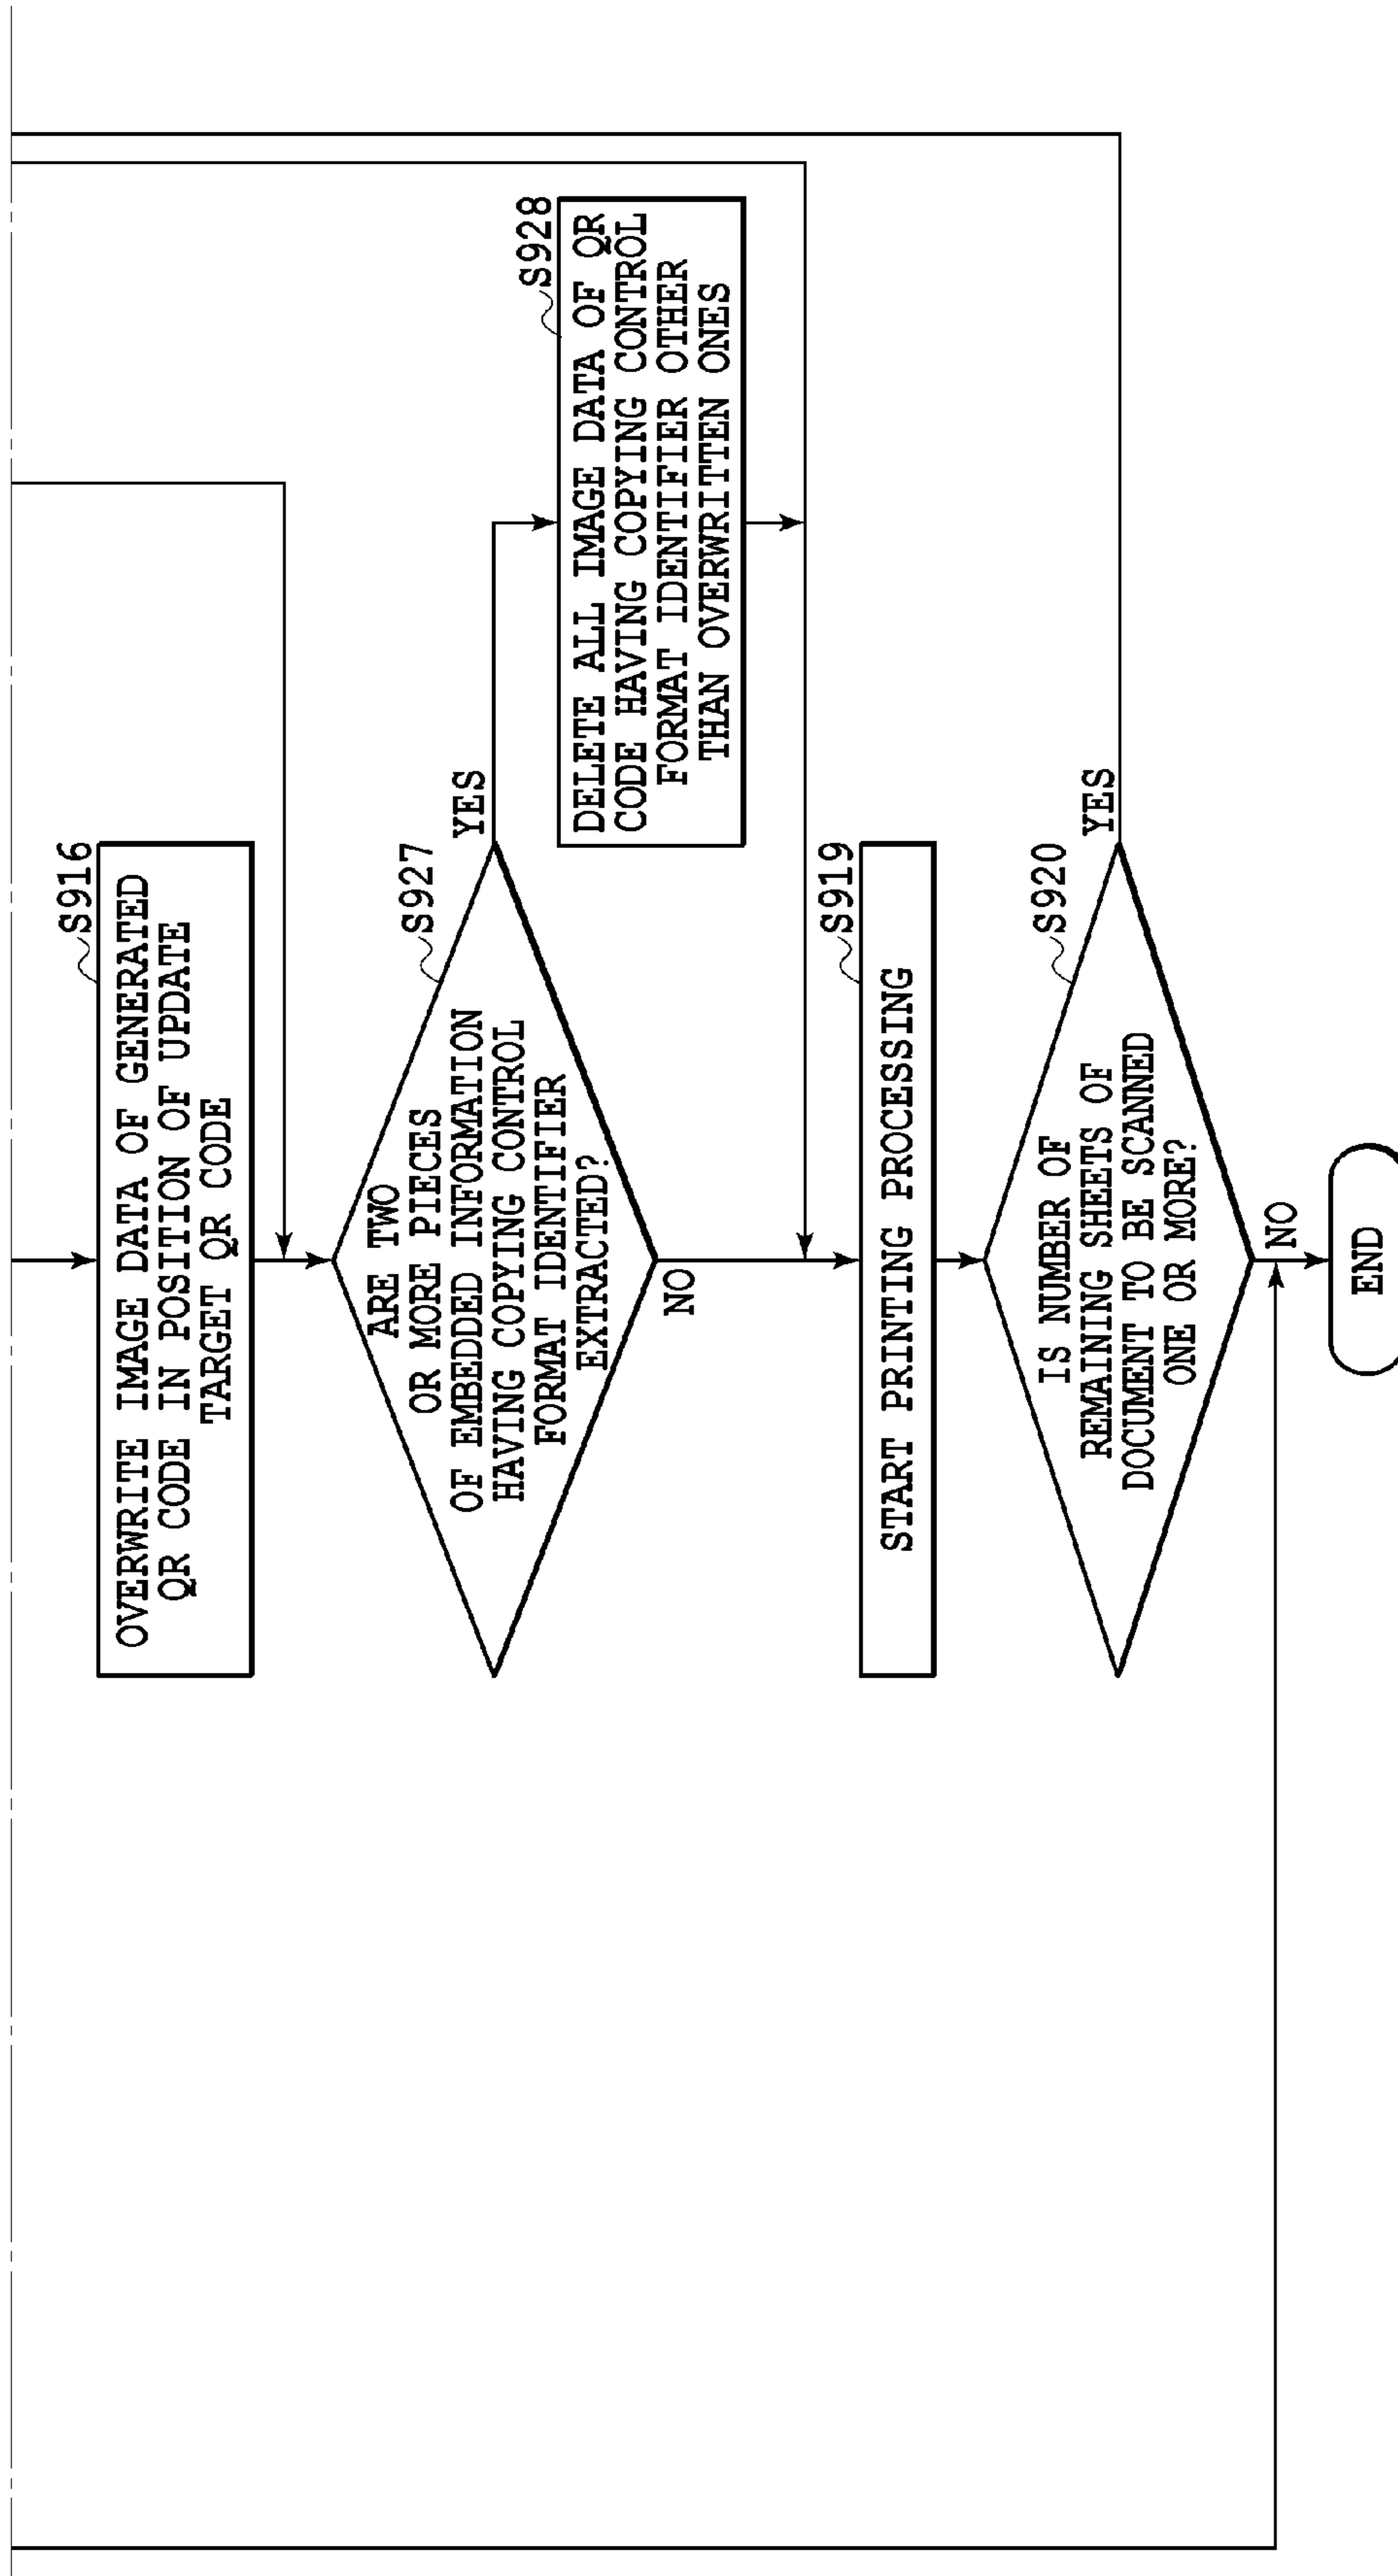 S916
OVERWRITE IMAGE DATA OF GENERATED
QR CODE IN POSITION OF UPDATE
TARGET QR CODE
S927
ARE TWO
OR MORE PIECES
OF EMBEDDED INFORMATION
HAVING COPYING CONTROL
FORMAT IDENTIFIER
EXTRACTED?
YES
NO
S928
DELETE ALL IMAGE DATA OF QR
CODE HAVING COPYING CONTROL
FORMAT IDENTIFIER OTHER
THAN OVERWRITTEN ONES
S919
START PRINTING PROCESSING
S920
IS NUMBER OF
REMAINING SHEETS OF
DOCUMENT TO BE SCANNED
ONE OR MORE?
YES
NO
END